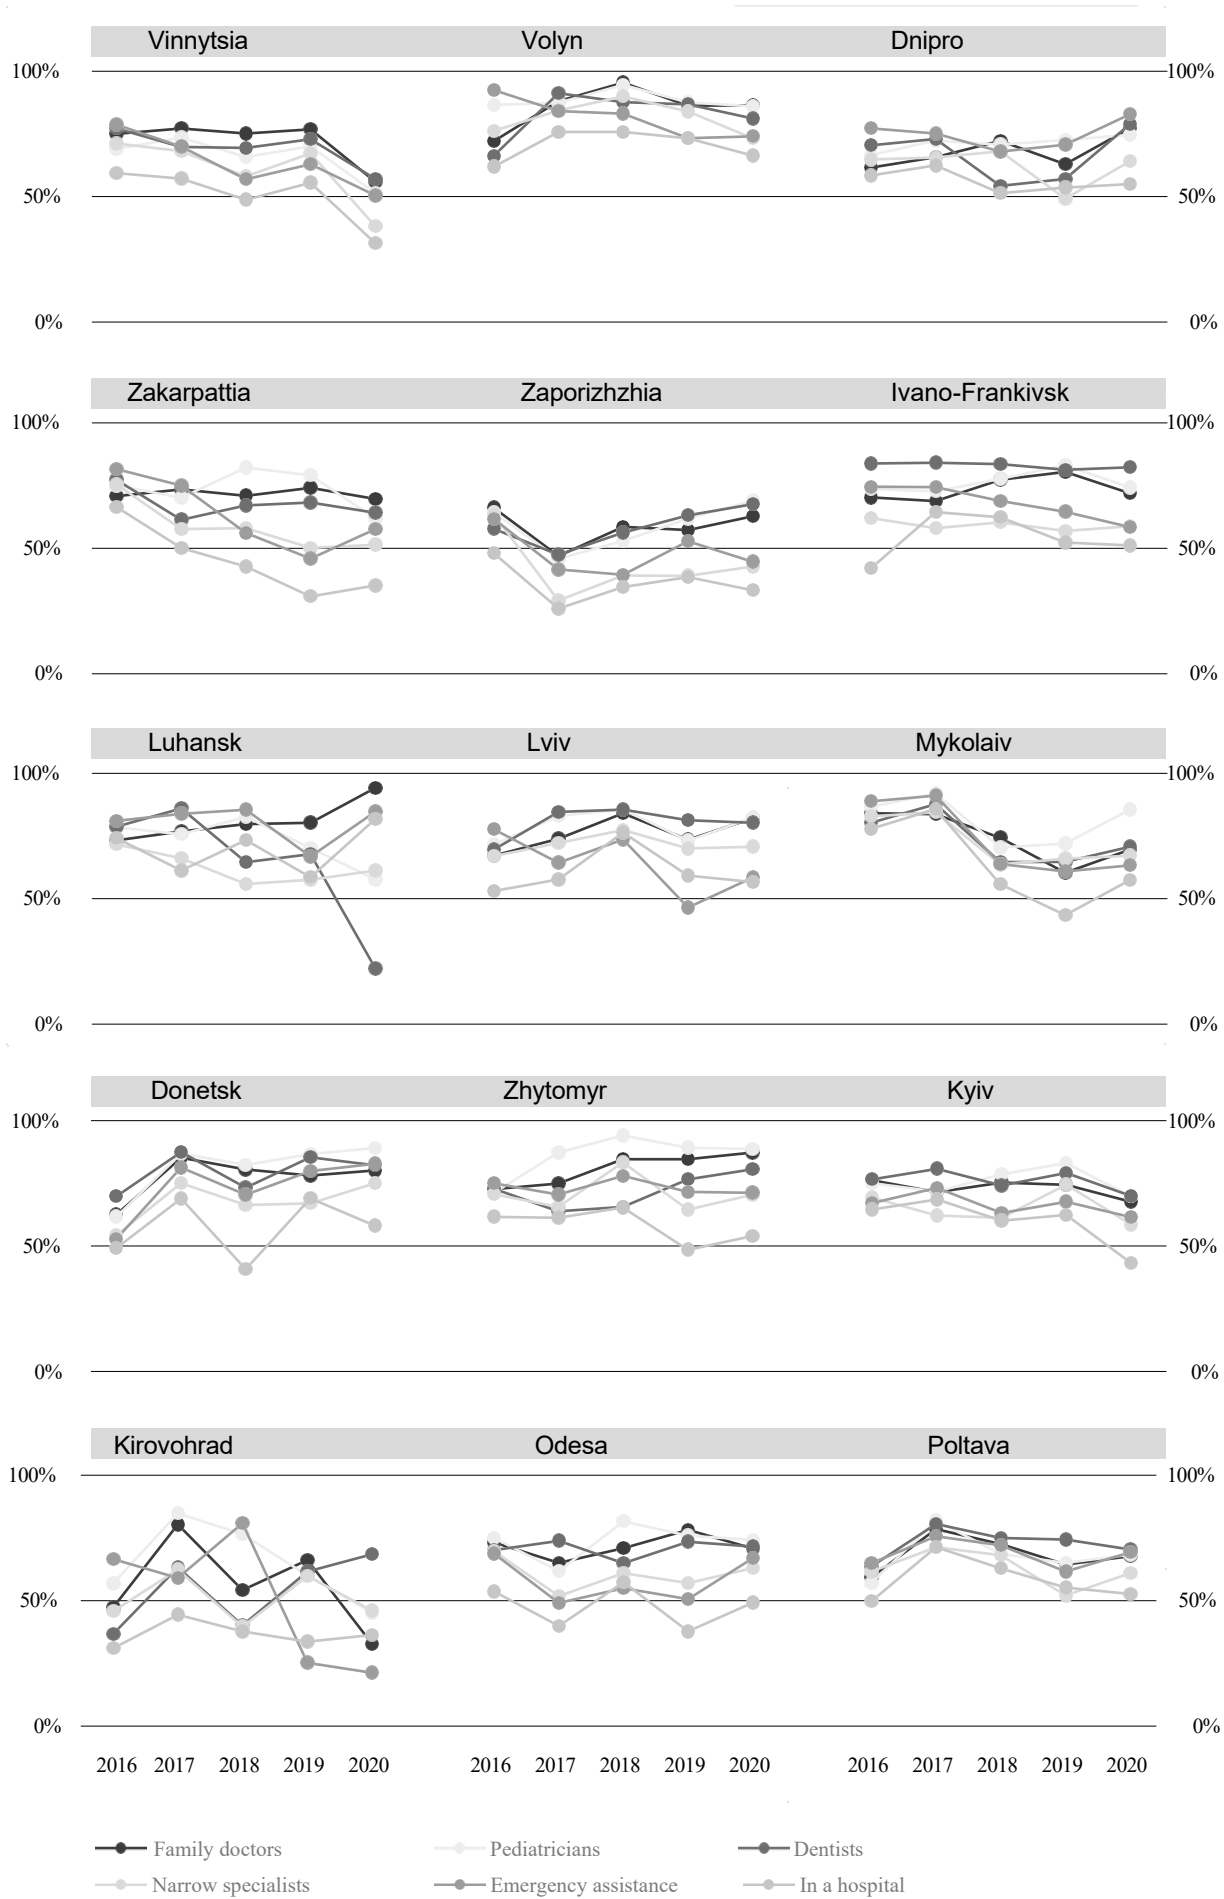 Vinnytsia Volyn Dnipro
100% 100%
50% 50%
0% 0%
Zakarpattia Zaporizhzhia Ivano-Frankivsk
100% 100%
50% 50%
0% 0%
Luhansk Lviv Mykolaiv
100% 100%
50% 50%
0% 0%
Donetsk Zhytomyr Kyiv
100% 100%
50% 50%
0% 0%
Kirovohrad Odesa Poltava
100% 100%
50% 50%
0% 0%
2016 2017 2018 2019 2020 2016 2017 2018 2019 2020 2016 2017 2018 2019 2020
Family doctors Pediatricians Dentists
Narrow specialists Emergency assistance In a hospital